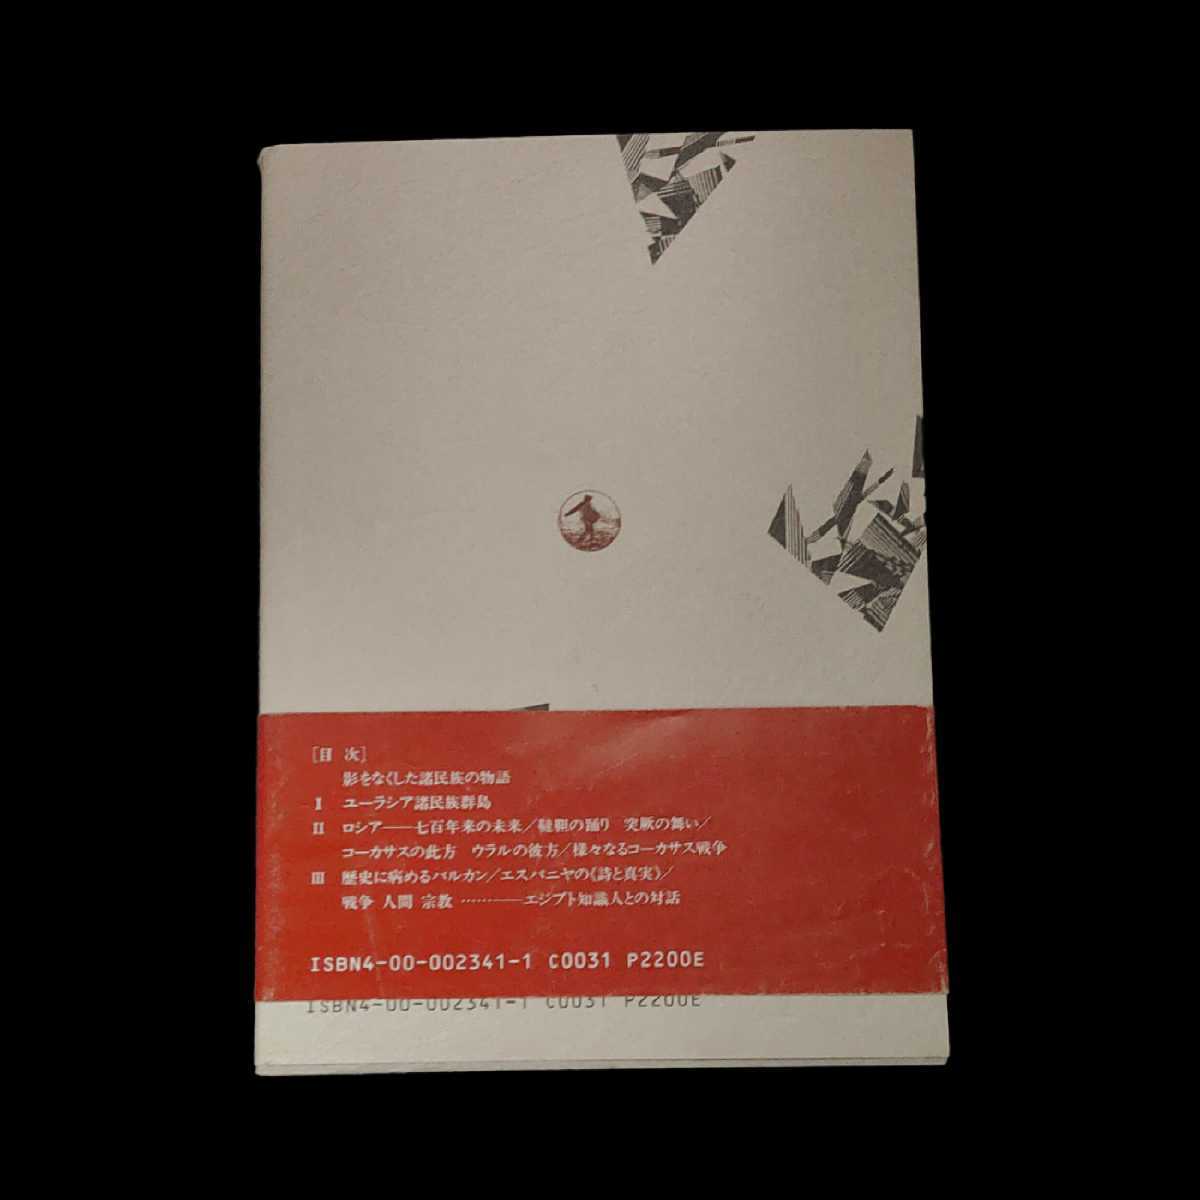 [目 次]
影をなくした諸民族の物語
I ユーラシア諸民族群島
II ロシア――七百年来の未来／韃靼の踊り 突厥の舞い／
コーカサスの此方 ウラルの彼方／様々なるコーカサス戦争
III 歴史に病めるバルカン／エスパニヤの《詩と真実》／
戦争 人間 宗教 ………――エジプト知識人との対話
ISBN4-00-002341-1 C0031 P2200E
ISBN4-00-002341-1 C0031 P2200E